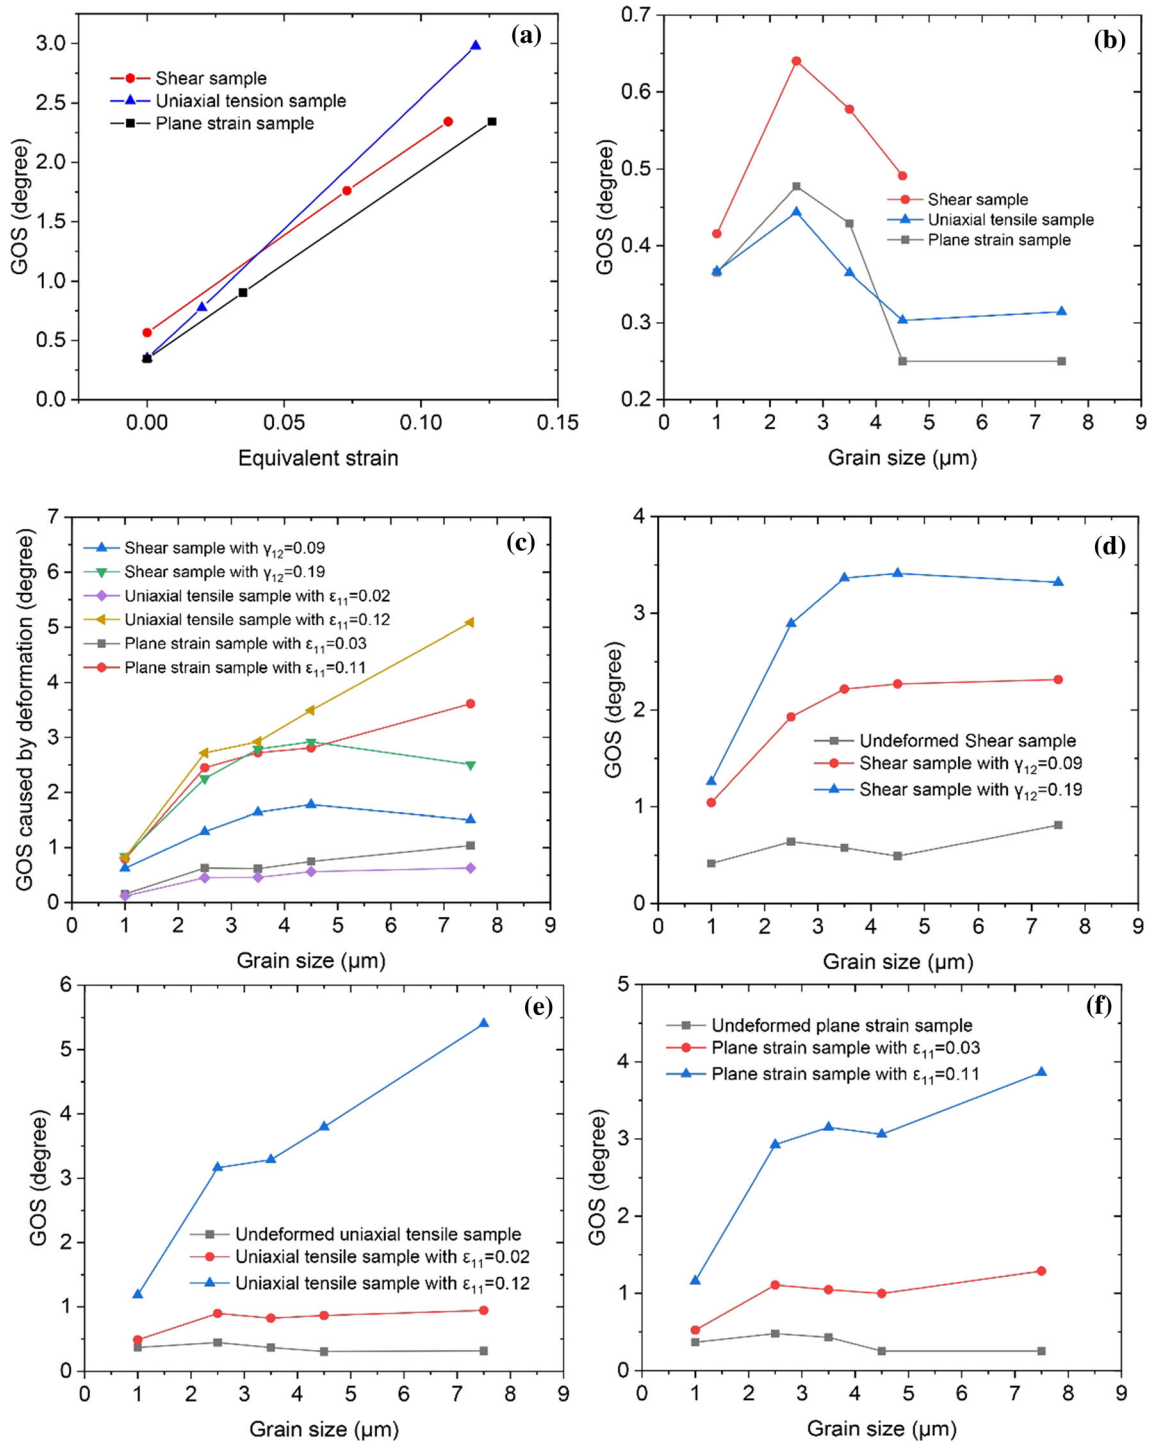 (a)
3.0
2.5
2.0
1.5
1.0
0.5
0.0
GOS (degree)
Shear sample
Uniaxial tension sample
Plane strain sample
0.00 0.05 0.10 0.15
Equivalent strain
(b)
0.7
0.6
0.5
0.4
0.3
0.2
GOS (degree)
Shear sample
Uniaxial tensile sample
Plane strain sample
0 1 2 3 4 5 6 7 8 9
Grain size (μm)
(c)
7
6
5
4
3
2
1
0
GOS caused by deformation (degree)
Shear sample with γ₁₂=0.09
Shear sample with γ₁₂=0.19
Uniaxial tensile sample with ε₁₁=0.02
Uniaxial tensile sample with ε₁₁=0.12
Plane strain sample with ε₁₁=0.03
Plane strain sample with ε₁₁=0.11
0 1 2 3 4 5 6 7 8 9
Grain size (μm)
(d)
4
3
2
1
0
GOS (degree)
Undeformed Shear sample
Shear sample with γ₁₂=0.09
Shear sample with γ₁₂=0.19
0 1 2 3 4 5 6 7 8 9
Grain size (μm)
(e)
6
5
4
3
2
1
0
GOS (degree)
Undeformed uniaxial tensile sample
Uniaxial tensile sample with ε₁₁=0.02
Uniaxial tensile sample with ε₁₁=0.12
0 1 2 3 4 5 6 7 8 9
Grain size (μm)
(f)
5
4
3
2
1
0
GOS (degree)
Undeformed plane strain sample
Plane strain sample with ε₁₁=0.03
Plane strain sample with ε₁₁=0.11
0 1 2 3 4 5 6 7 8 9
Grain size (μm)